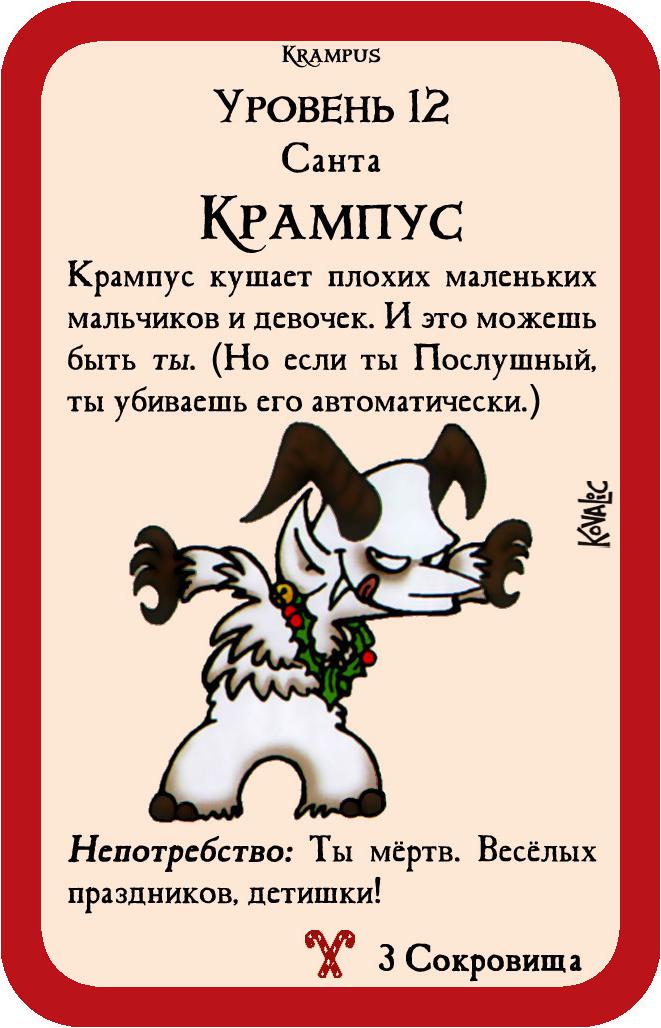 Krampus
Уровень 12
Санта
Крампус
Крампус кушает плохих маленьких
мальчиков и девочек. И это можешь
быть ты. (Но если ты Послушный,
ты убиваешь его автоматически.)
Kovalic
Непотребство: Ты мёртв. Весёлых
праздников, детишки!
3 Сокровища